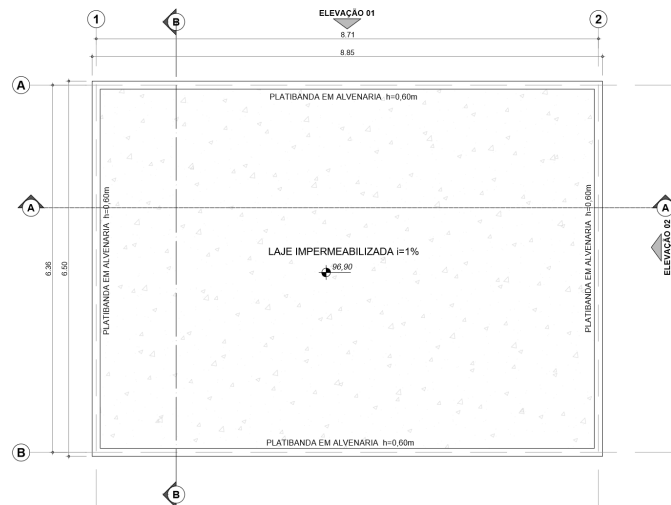 ELEVAÇÃO 01
1
B
2
8.71
8.85
A
PLATIBANDA EM ALVENARIA h=0,60m
PLATIBANDA EM ALVENARIA h=0,60m
PLATIBANDA EM ALVENARIA h=0,60m
A
A
ELEVAÇÃO 02
LAJE IMPERMEABILIZADA i=1%
96,90
6.36
6.50
PLATIBANDA EM ALVENARIA h=0,60m
B
B